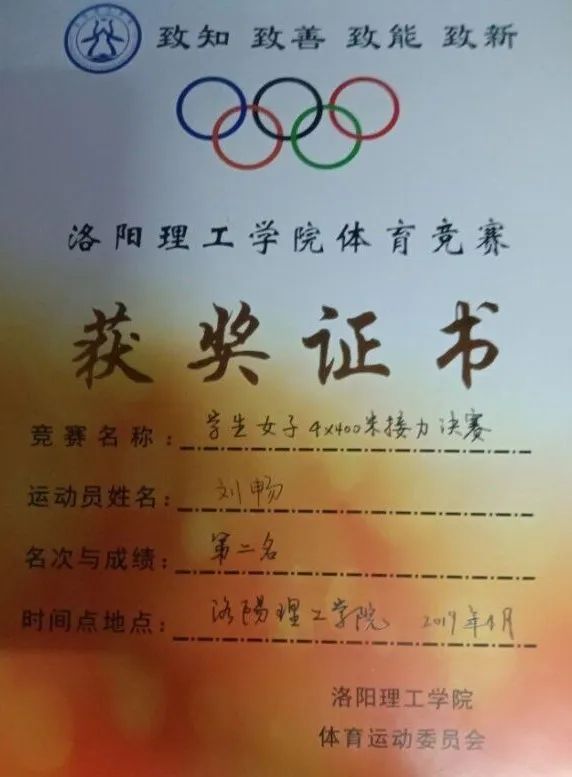 致知 致善 致能 致新
洛阳理工学院体育竞赛
获奖证书
竞赛名称：学生女子4x400米接力决赛
运动员姓名：刘畅
名次与成绩：第二名
时间点地点：洛陽理工学院 2019年4月
洛阳理工学院
体育运动委员会